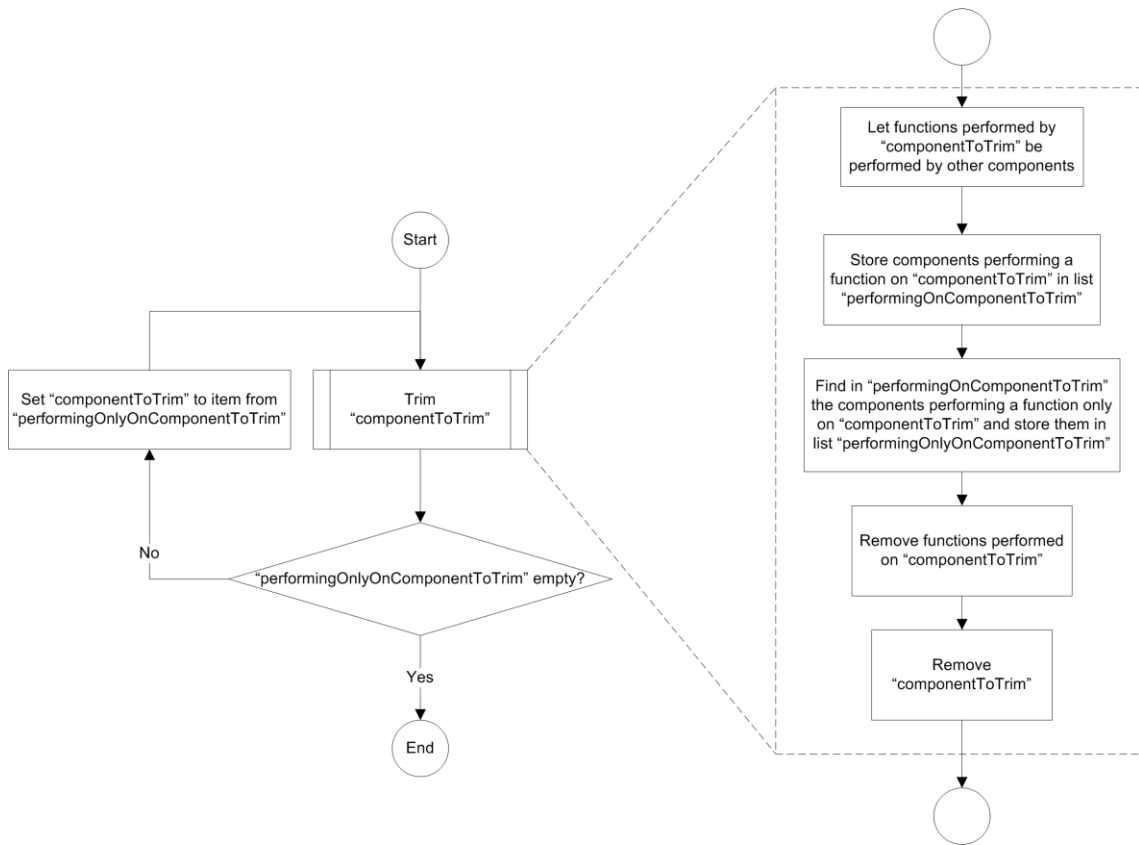 Start
Set “componentToTrim” to item from
“performingOnlyOnComponentToTrim”
Trim
“componentToTrim”
No
“performingOnlyOnComponentToTrim” empty?
Yes
End
Let functions performed by
“componentToTrim” be
performed by other components
Store components performing a
function on “componentToTrim” in list
“performingOnComponentToTrim”
Find in “performingOnComponentToTrim”
the components performing a function only
on “componentToTrim” and store them in
list “performingOnlyOnComponentToTrim”
Remove functions performed
on “componentToTrim”
Remove
“componentToTrim”